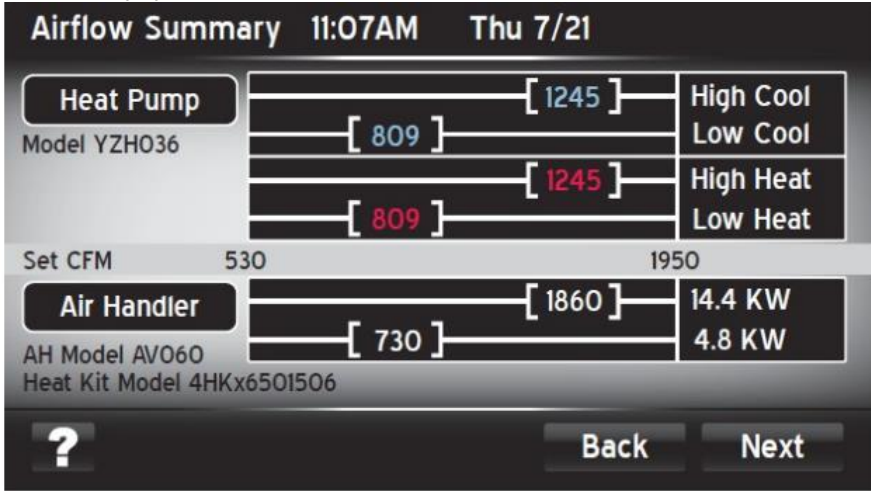 Airflow Summary 11:07AM Thu 7/21
Heat Pump
Model YZH036
[ 1245 ] High Cool
[ 809 ] Low Cool
[ 1245 ] High Heat
[ 809 ] Low Heat
Set CFM 530 1950
Air Handler
AH Model AVO60
Heat Kit Model 4HKx6501506
[ 1860 ] 14.4 KW
[ 730 ] 4.8 KW
? Back Next